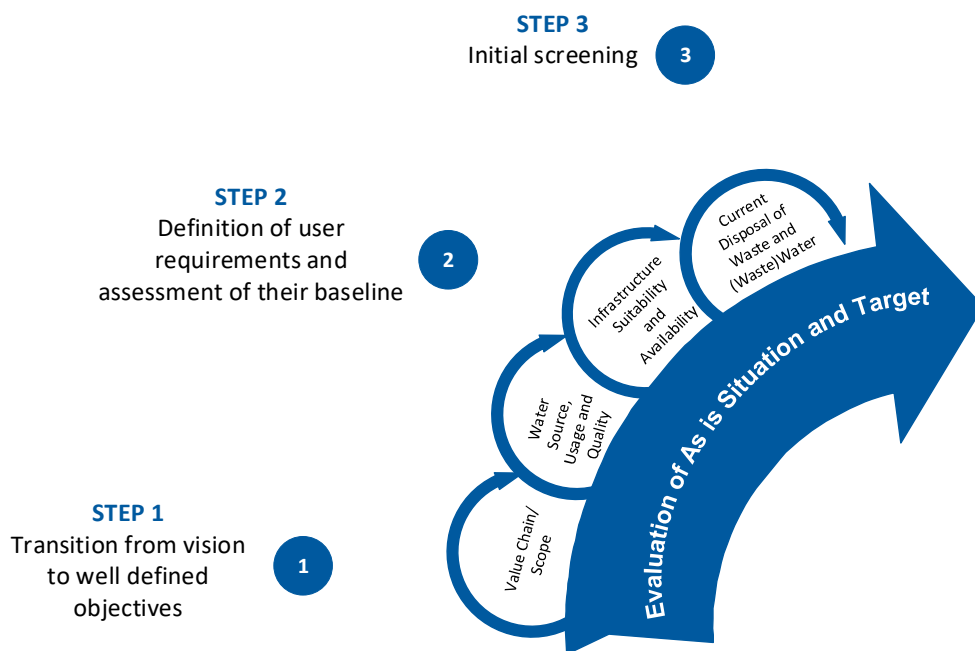 STEP 3
Initial screening
3
STEP 2
Definition of user
requirements and
assessment of their baseline
2
STEP 1
Transition from vision
to well defined
objectives
1
Value Chain/
Scope
Water
Source,
Usage and
Quality
Infrastructure
Suitability
and
Availability
Current
Disposal of
Waste and
(Waste)Water
Evaluation of As is Situation and Target